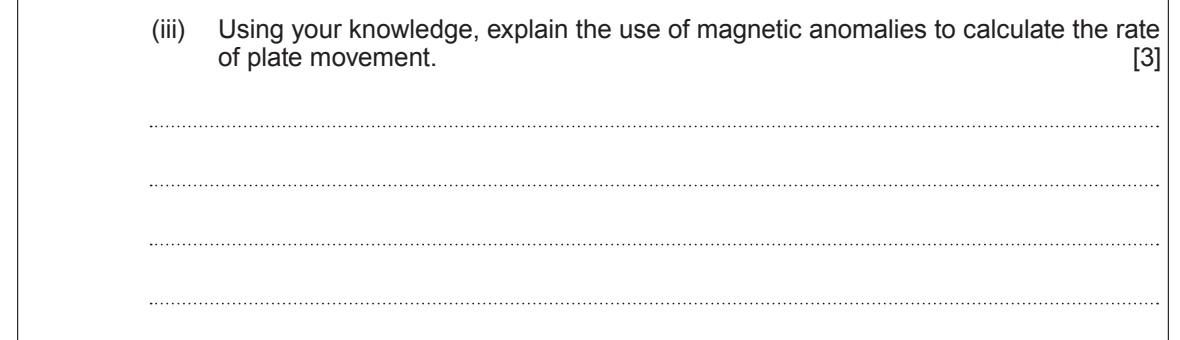 (iii) Using your knowledge, explain the use of magnetic anomalies to calculate the rate
of plate movement. [3]